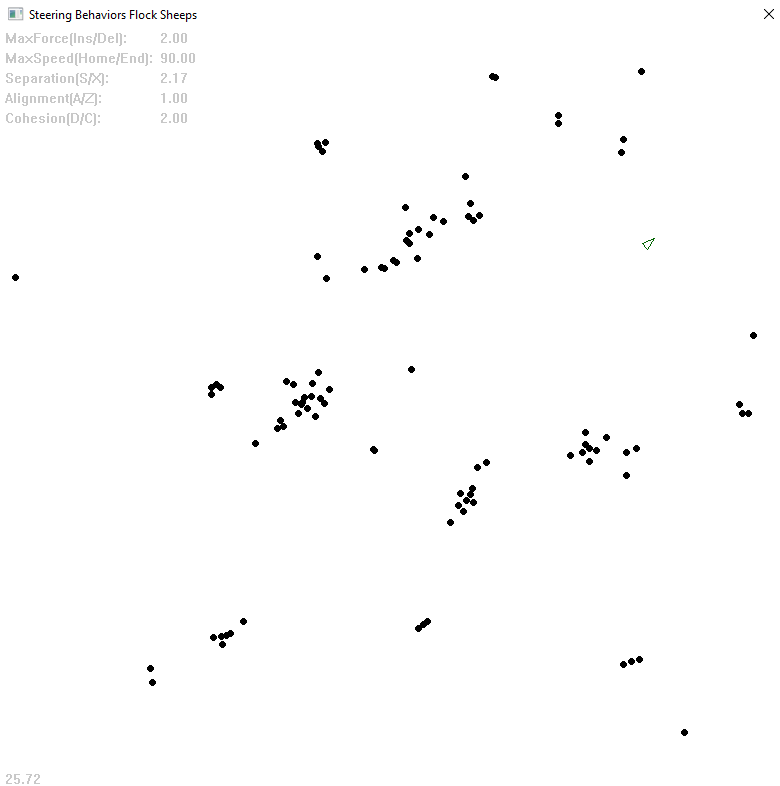 Steering Behaviors Flock Sheeps
MaxForce(Ins/Del): 2.00
MaxSpeed(Home/End): 90.00
Separation(S/X): 2.17
Alignment(A/Z): 1.00
Cohesion(D/C): 2.00
25.72